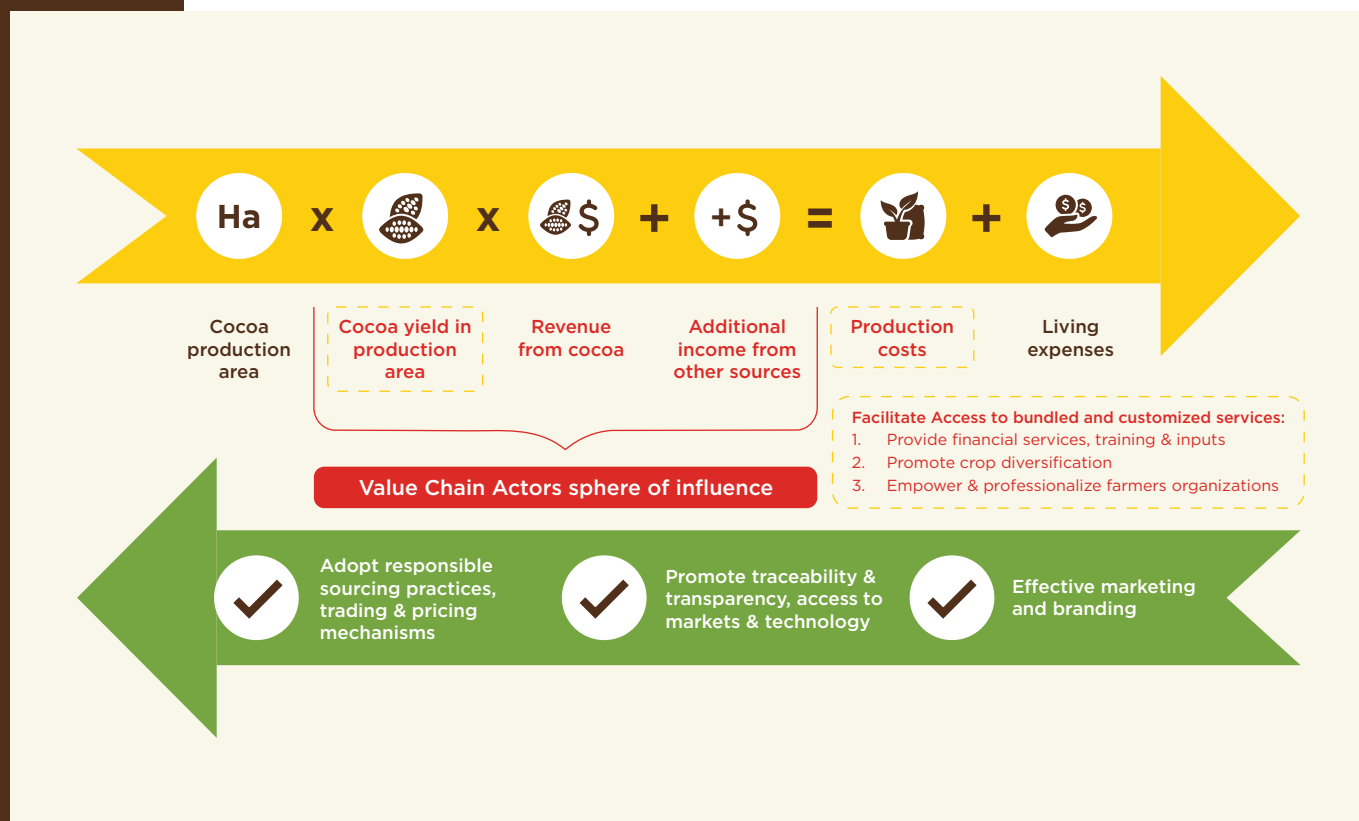 Ha x x $ + + $ = +
Cocoa
production
area
Cocoa yield in
production
area
Revenue
from cocoa
Additional
income from
other sources
Production
costs
Living
expenses
Facilitate Access to bundled and customized services:
1. Provide financial services, training & inputs
2. Promote crop diversification
3. Empower & professionalize farmers organizations
Value Chain Actors sphere of influence
Adopt responsible
sourcing practices,
trading & pricing
mechanisms
Promote traceability &
transparency, access to
markets & technology
Effective marketing
and branding